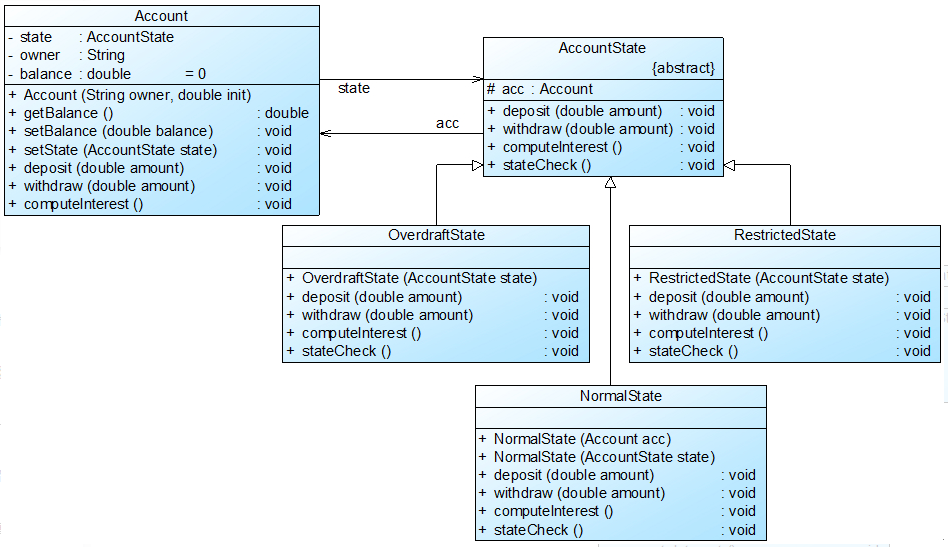 Account
- state : AccountState
- owner : String
- balance : double = 0
+ Account (String owner, double init)
+ getBalance () : double
+ setBalance (double balance) : void
+ setState (AccountState state) : void
+ deposit (double amount) : void
+ withdraw (double amount) : void
+ computeInterest () : void
state
acc
AccountState
{abstract}
# acc : Account
+ deposit (double amount) : void
+ withdraw (double amount) : void
+ computeInterest () : void
+ stateCheck () : void
OverdraftState
+ OverdraftState (AccountState state)
+ deposit (double amount) : void
+ withdraw (double amount) : void
+ computeInterest () : void
+ stateCheck () : void
RestrictedState
+ RestrictedState (AccountState state)
+ deposit (double amount) : void
+ withdraw (double amount) : void
+ computeInterest () : void
+ stateCheck () : void
NormalState
+ NormalState (Account acc)
+ NormalState (AccountState state)
+ deposit (double amount) : void
+ withdraw (double amount) : void
+ computeInterest () : void
+ stateCheck () : void